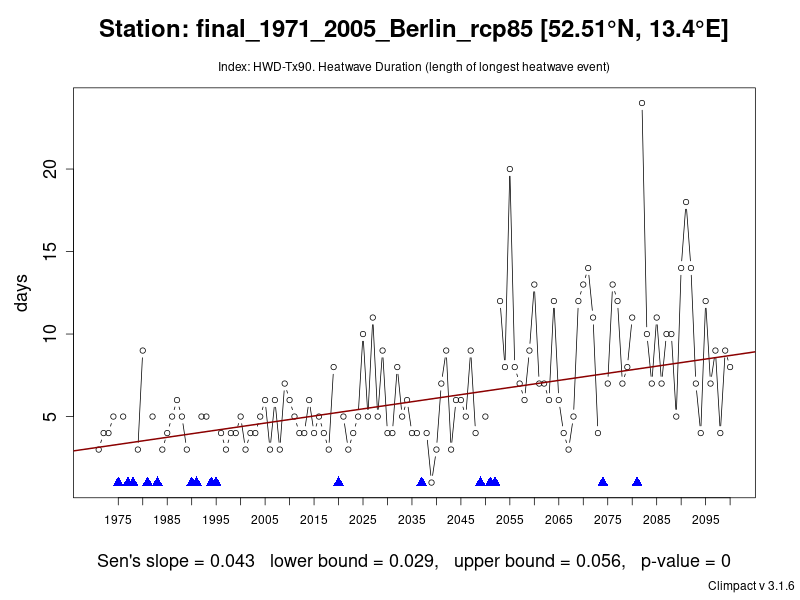 Station: final_1971_2005_Berlin_rcp85 [52.51°N, 13.4°E]
Index: HWD-Tx90. Heatwave Duration (length of longest heatwave event)
20
15
10
5
days
1975 1985 1995 2005 2015 2025 2035 2045 2055 2065 2075 2085 2095
Sen's slope = 0.043 lower bound = 0.029, upper bound = 0.056, p-value = 0
Climpact v 3.1.6